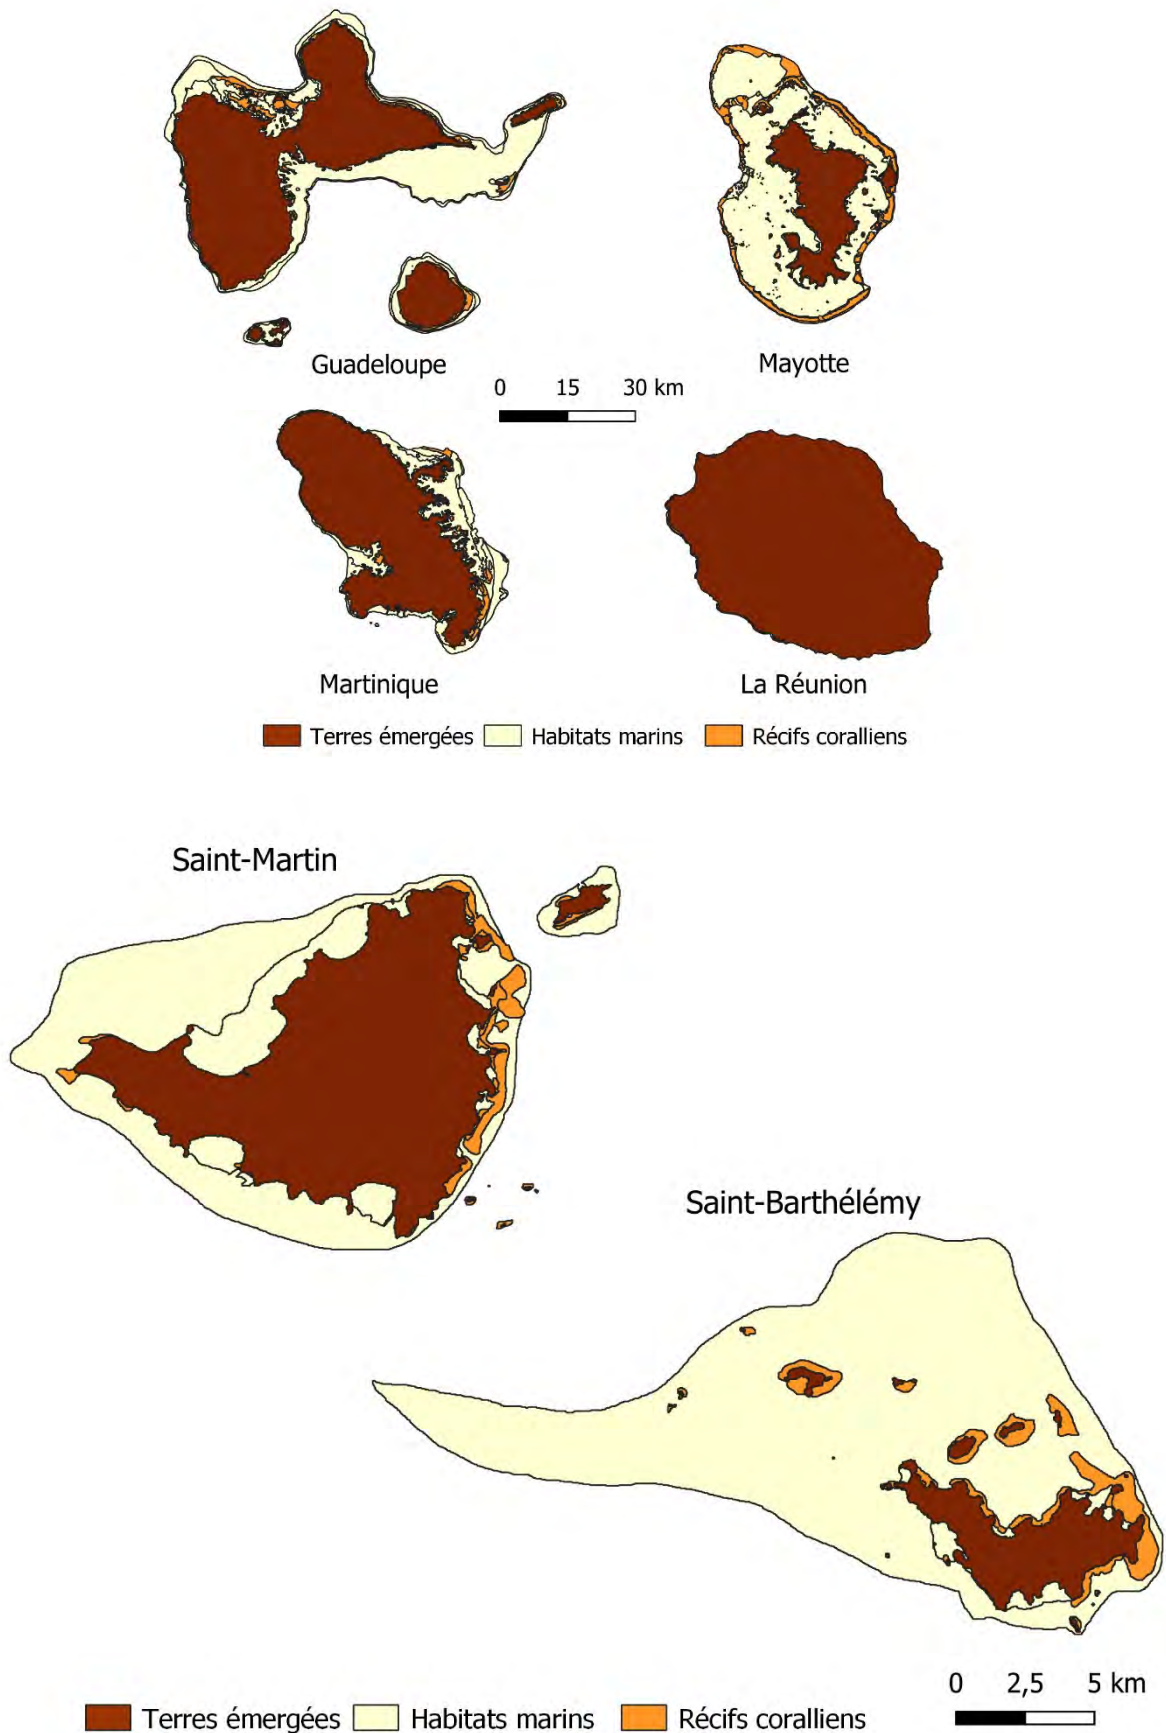 Guadeloupe
Mayotte
0 15 30 km
Martinique
La Réunion
Terres émergées Habitats marins Récifs coralliens
Saint-Martin
Saint-Barthélémy
0 2,5 5 km
Terres émergées Habitats marins Récifs coralliens